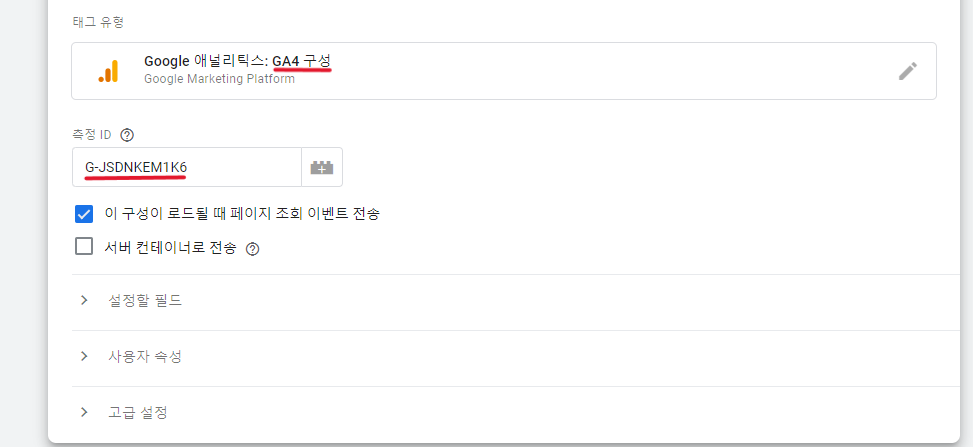 태그 유형
Google 애널리틱스: GA4 구성
Google Marketing Platform
측정 ID
G-JSDNKEM1K6
이 구성이 로드될 때 페이지 조회 이벤트 전송
서버 컨테이너로 전송
설정할 필드
사용자 속성
고급 설정